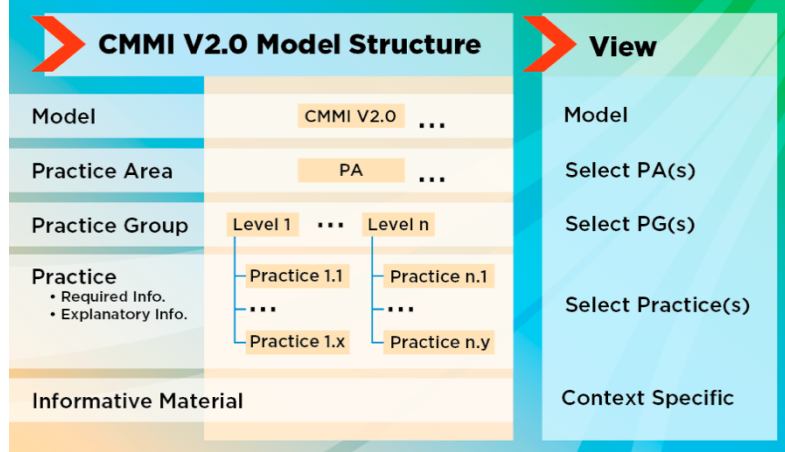 CMMI V2.0 Model Structure
View
Model
CMMI V2.0 ...
Model
Practice Area
PA ...
Select PA(s)
Practice Group
Level 1 ... Level n
Select PG(s)
Practice
• Required Info.
• Explanatory Info.
Practice 1.1
Practice n.1
...
...
Practice 1.x
Practice n.y
Select Practice(s)
Informative Material
Context Specific